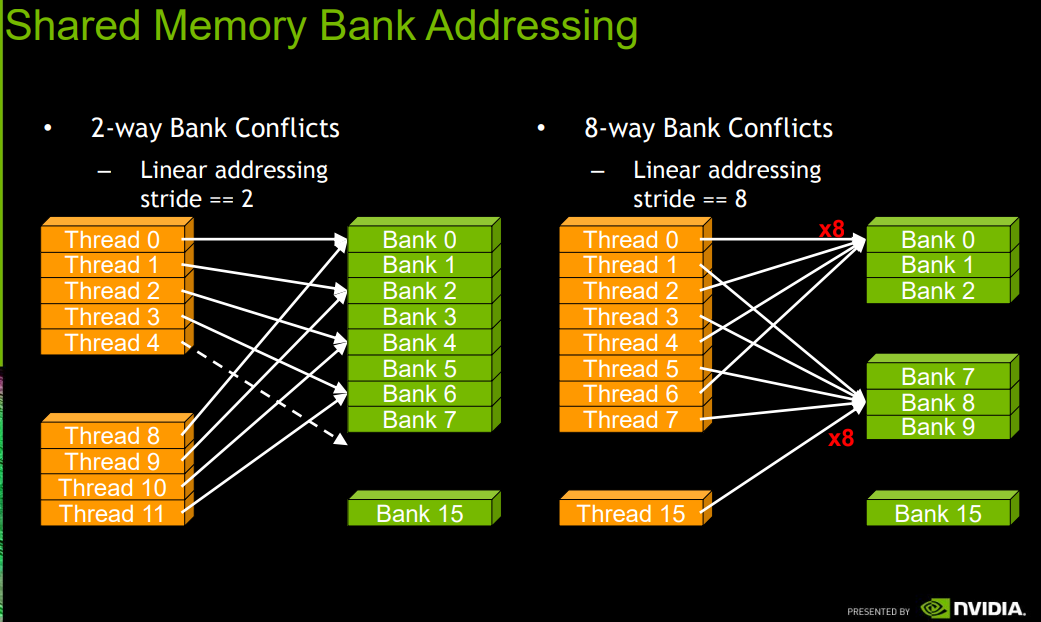 Shared Memory Bank Addressing
• 2-way Bank Conflicts
– Linear addressing
stride == 2
Thread 0
Thread 1
Thread 2
Thread 3
Thread 4
Thread 8
Thread 9
Thread 10
Thread 11
Bank 0
Bank 1
Bank 2
Bank 3
Bank 4
Bank 5
Bank 6
Bank 7
Bank 15
• 8-way Bank Conflicts
– Linear addressing
stride == 8
Thread 0
Thread 1
Thread 2
Thread 3
Thread 4
Thread 5
Thread 6
Thread 7
Thread 15
x8
x8
Bank 0
Bank 1
Bank 2
Bank 7
Bank 8
Bank 9
Bank 15
PRESENTED BY NVIDIA.